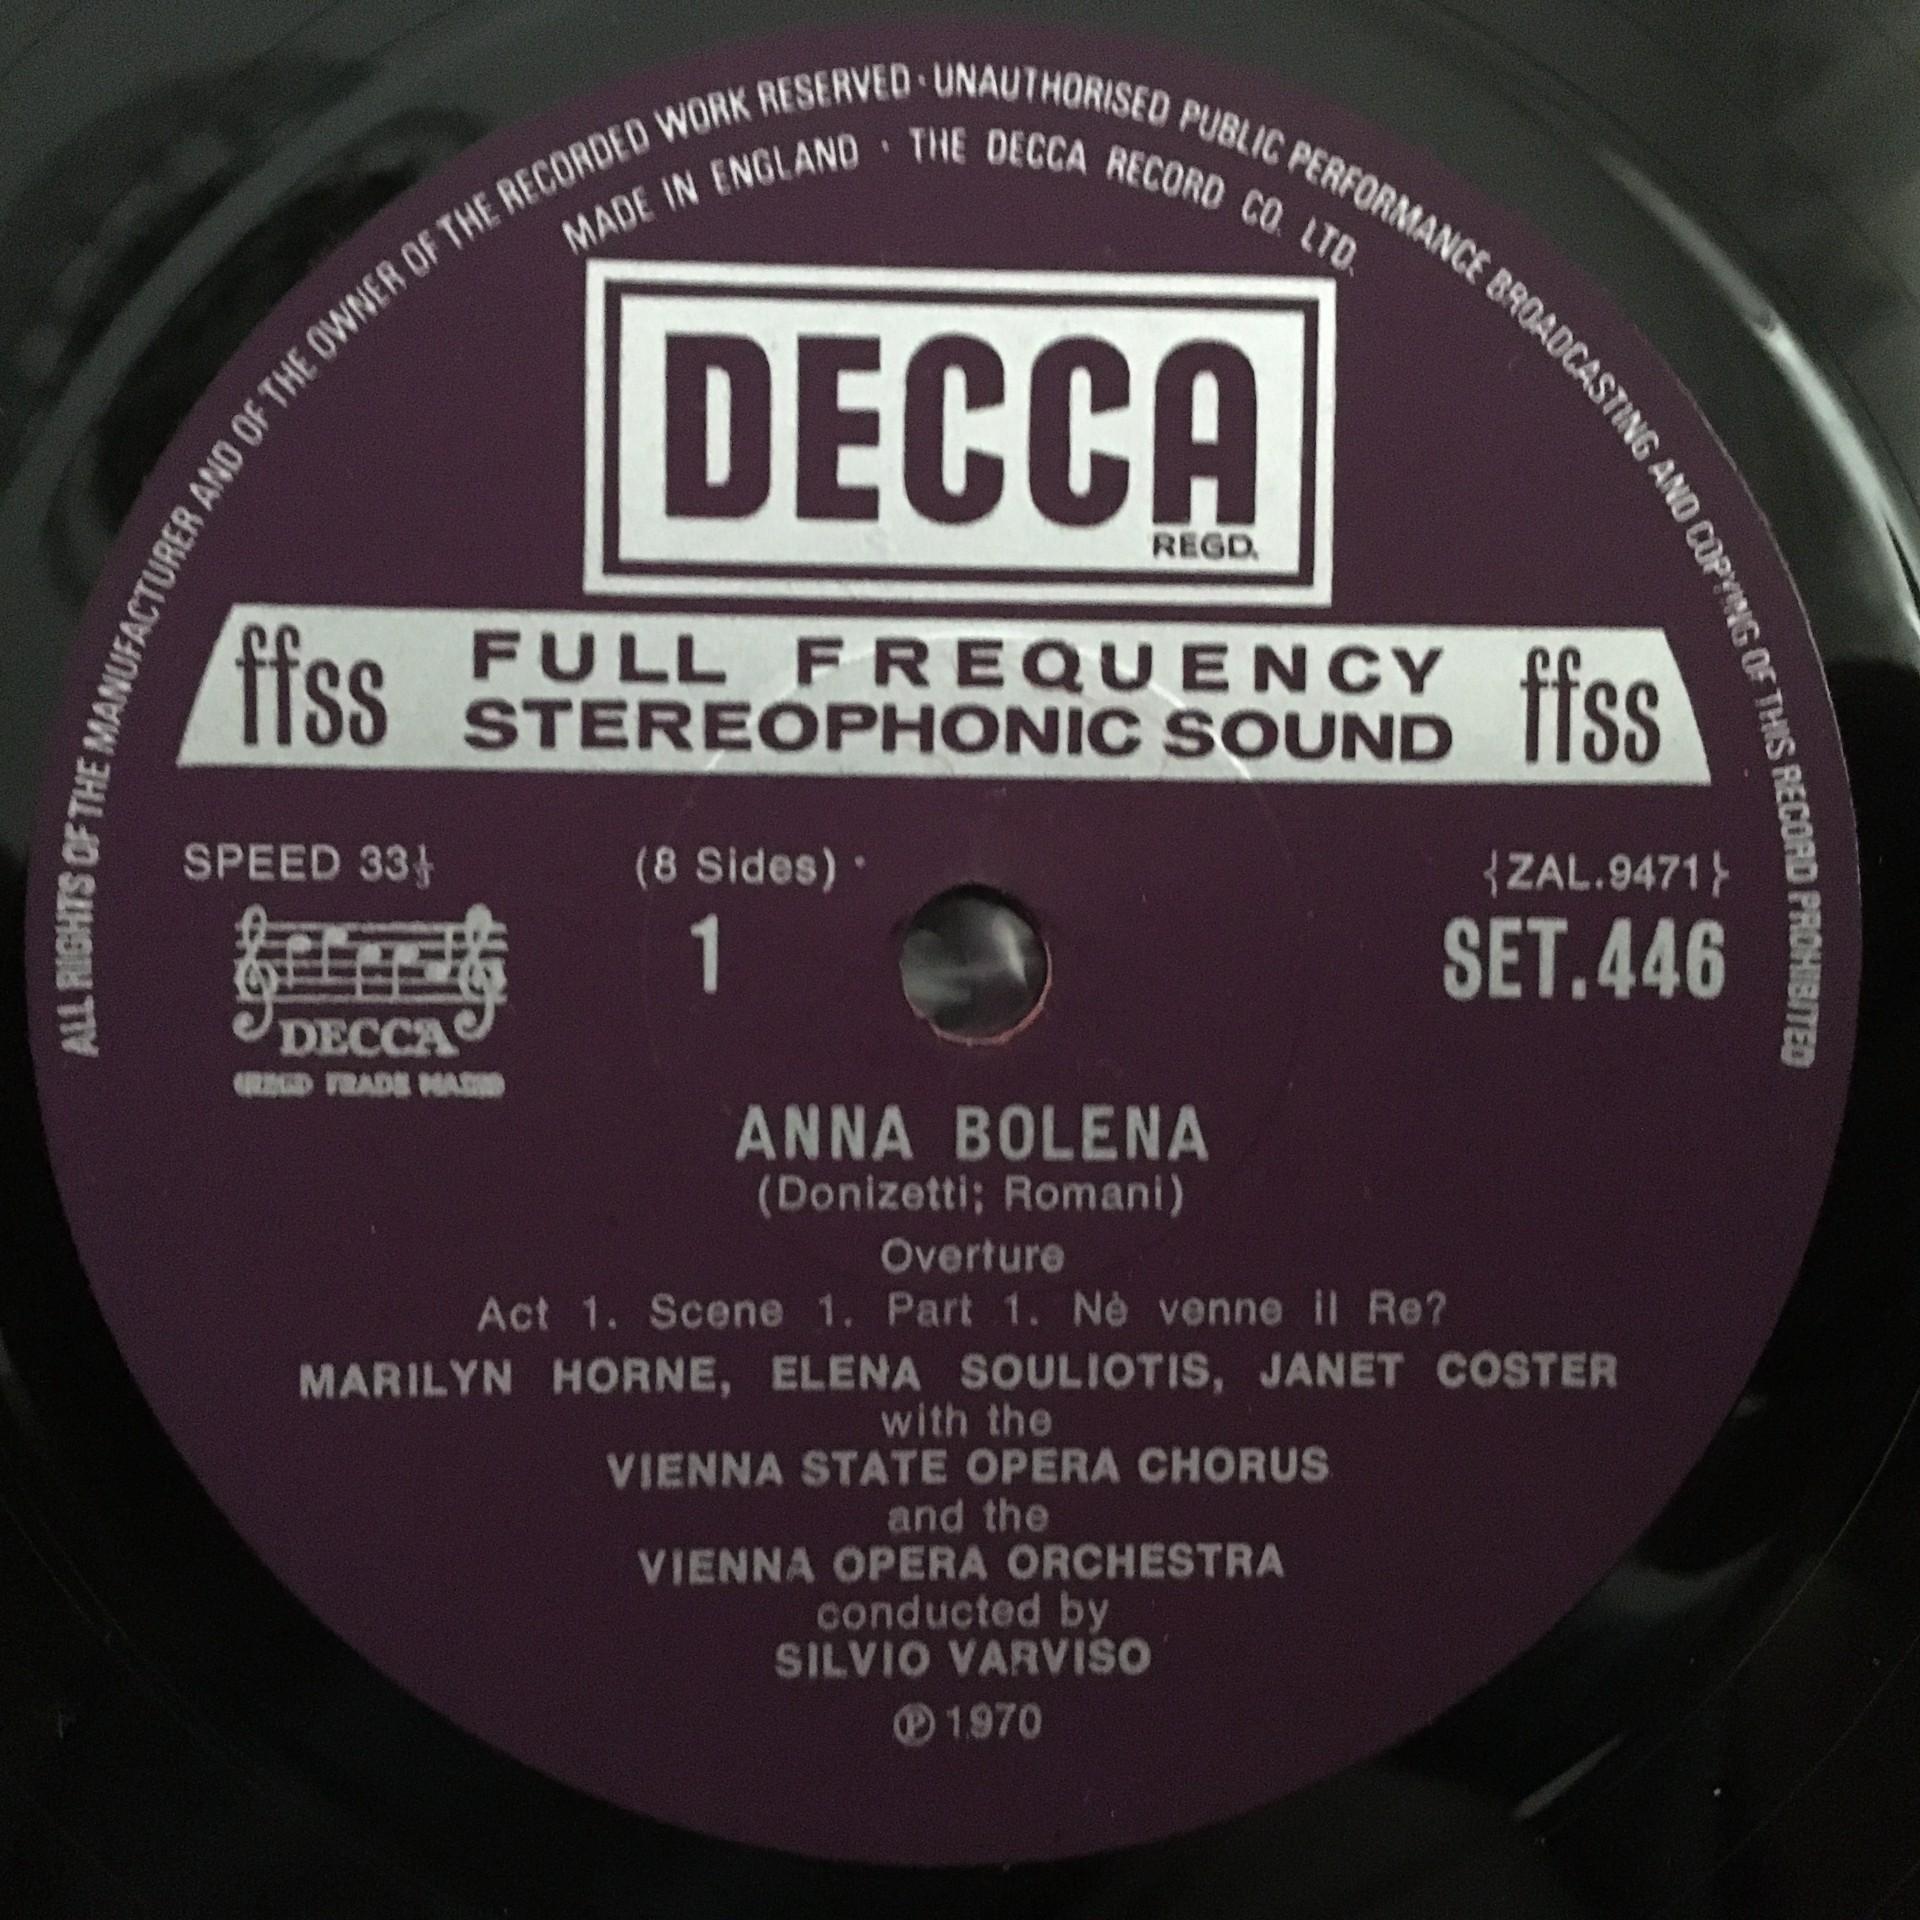 ALL RIGHTS OF THE MANUFACTURER AND OF THE OWNER OF THE RECORDED WORK RESERVED · UNAUTHORISED PUBLIC PERFORMANCE BROADCASTING AND COPYING OF THIS RECORD PROHIBITED
MADE IN ENGLAND · THE DECCA RECORD CO. LTD.
DECCA
REGD.
ffss FULL FREQUENCY ffss
STEREOPHONIC SOUND
SPEED 33⅓ (8 Sides) · {ZAL.9471}
1 SET.446
DECCA
(REGD TRADE MARK)
ANNA BOLENA
(Donizetti; Romani)
Overture
Act 1. Scene 1. Part 1. Nè venne il Re?
MARILYN HORNE, ELENA SOULIOTIS, JANET COSTER
with the
VIENNA STATE OPERA CHORUS
and the
VIENNA OPERA ORCHESTRA
conducted by
SILVIO VARVISO
℗ 1970